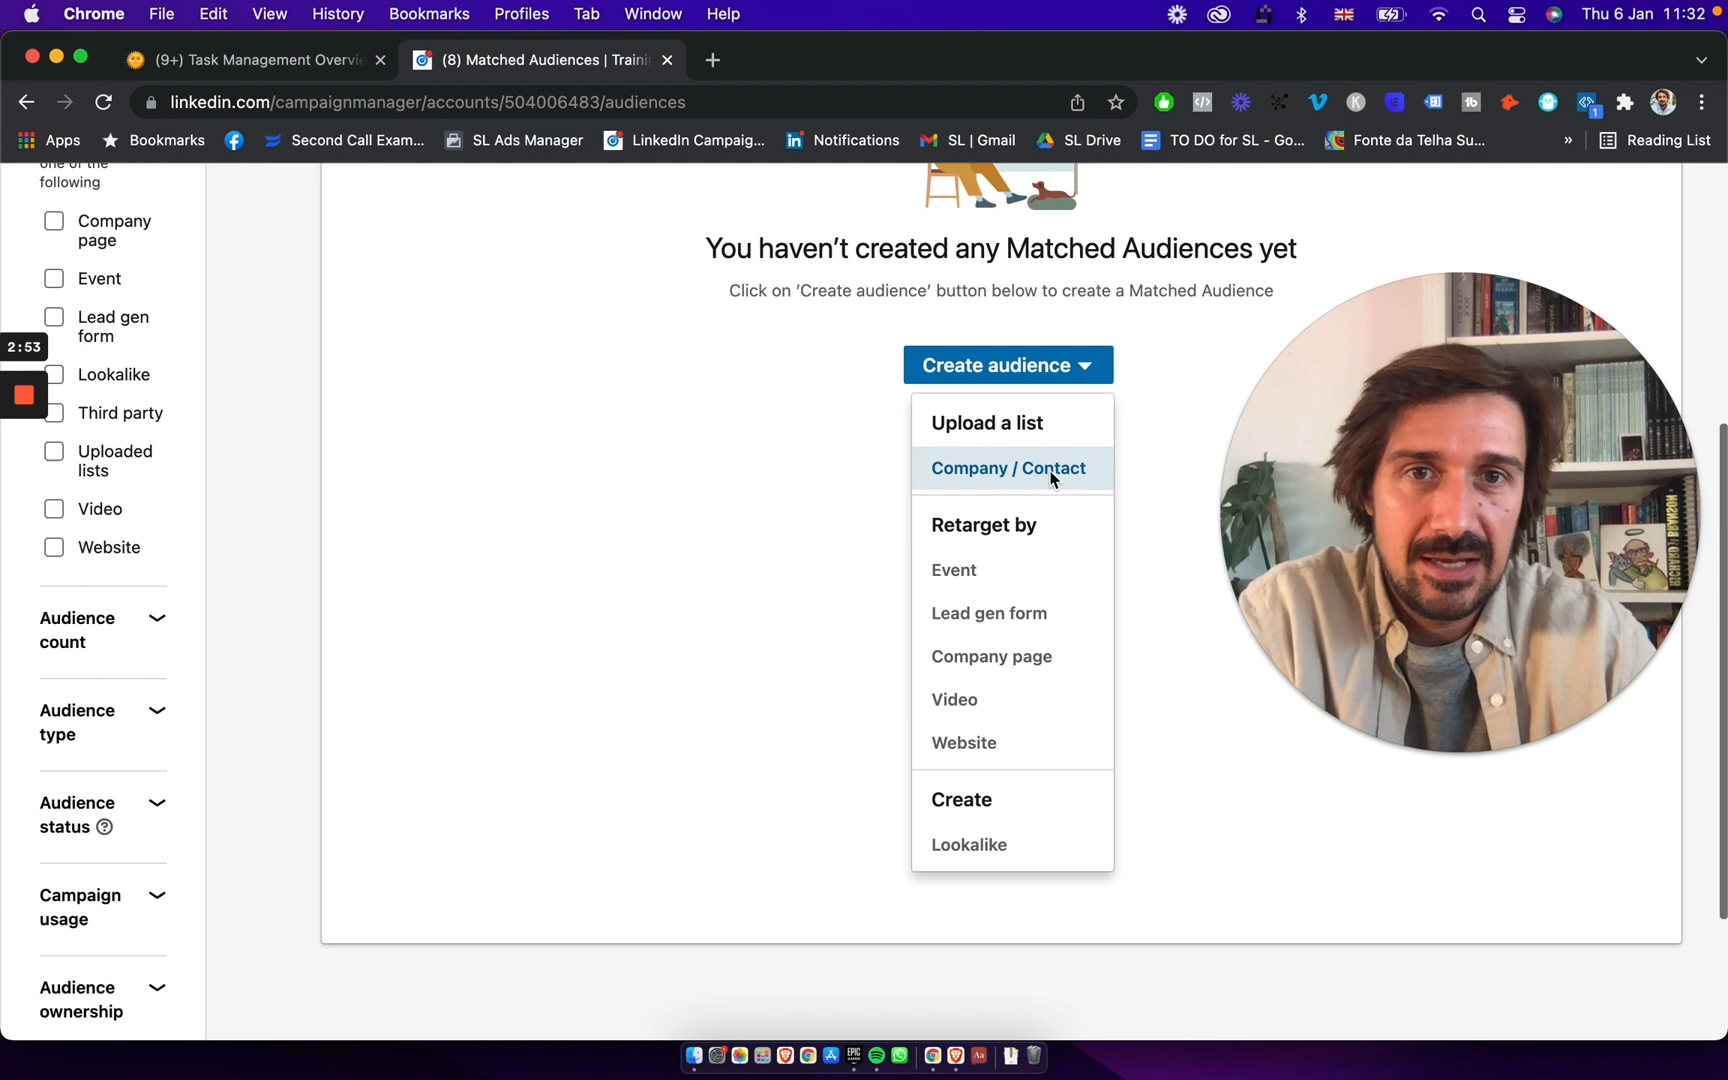 Chrome File Edit View History Bookmarks Profiles Tab Window Help Thu 6 Jan 11:32
(9+) Task Management Overvie (8) Matched Audiences | Traini
linkedin.com/campaignmanager/accounts/504006483/audiences
Apps Bookmarks Second Call Exam... SL Ads Manager LinkedIn Campaig... Notifications SL | Gmail SL Drive TO DO for SL - Go... Fonte da Telha Su... » Reading List
one of the
following
Company
page
Event
Lead gen
form
2:53
Lookalike
Third party
Uploaded
lists
Video
Website
Audience
count
Audience
type
Audience
status
Campaign
usage
Audience
ownership
You haven't created any Matched Audiences yet
Click on 'Create audience' button below to create a Matched Audience
Create audience
Upload a list
Company / Contact
Retarget by
Event
Lead gen form
Company page
Video
Website
Create
Lookalike